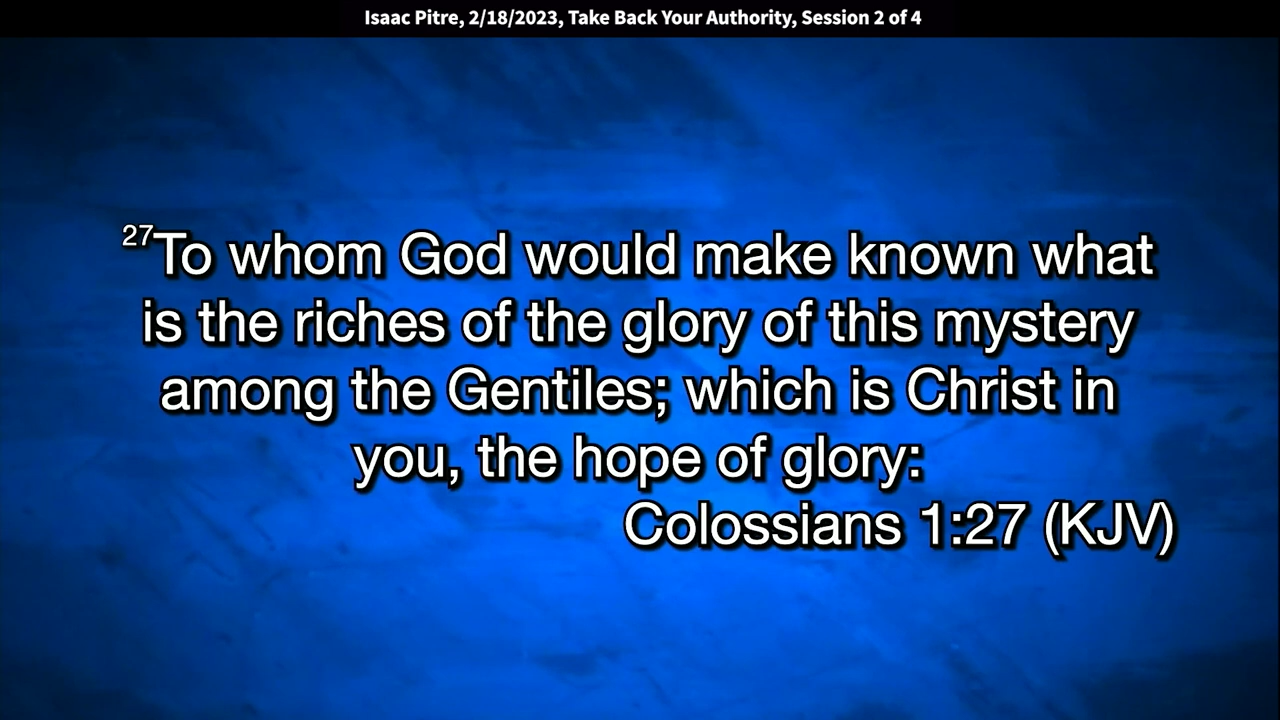 Isaac Pitre, 2/18/2023, Take Back Your Authority, Session 2 of 4
27To whom God would make known what
is the riches of the glory of this mystery
among the Gentiles; which is Christ in
you, the hope of glory:
Colossians 1:27 (KJV)